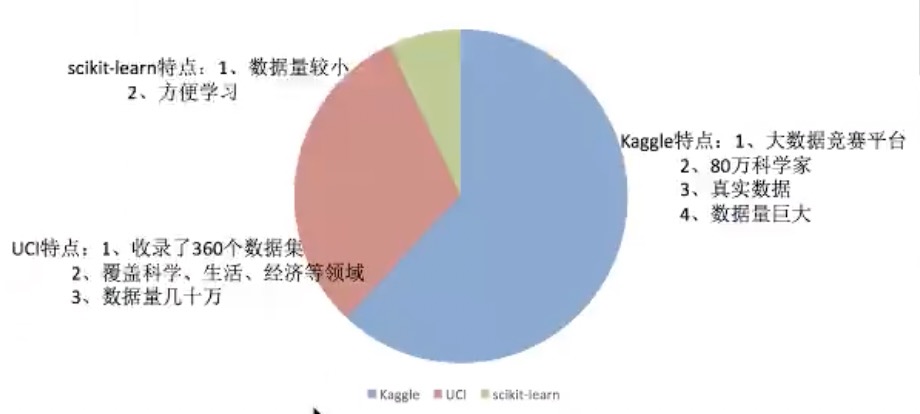 scikit-learn特点：1、数据量较小
2、方便学习
Kaggle特点：1、大数据竞赛平台
2、80万科学家
3、真实数据
4、数据量巨大
UCI特点：1、收录了360个数据集
2、覆盖科学、生活、经济等领域
3、数据量几十万
Kaggle UCI scikit-learn